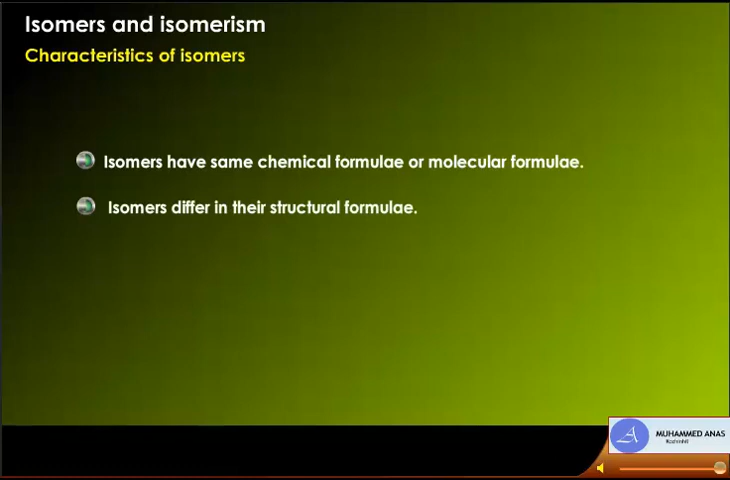 Isomers and isomerism
Characteristics of isomers
Isomers have same chemical formulae or molecular formulae.
Isomers differ in their structural formulae.
A
MUHAMMED ANAS